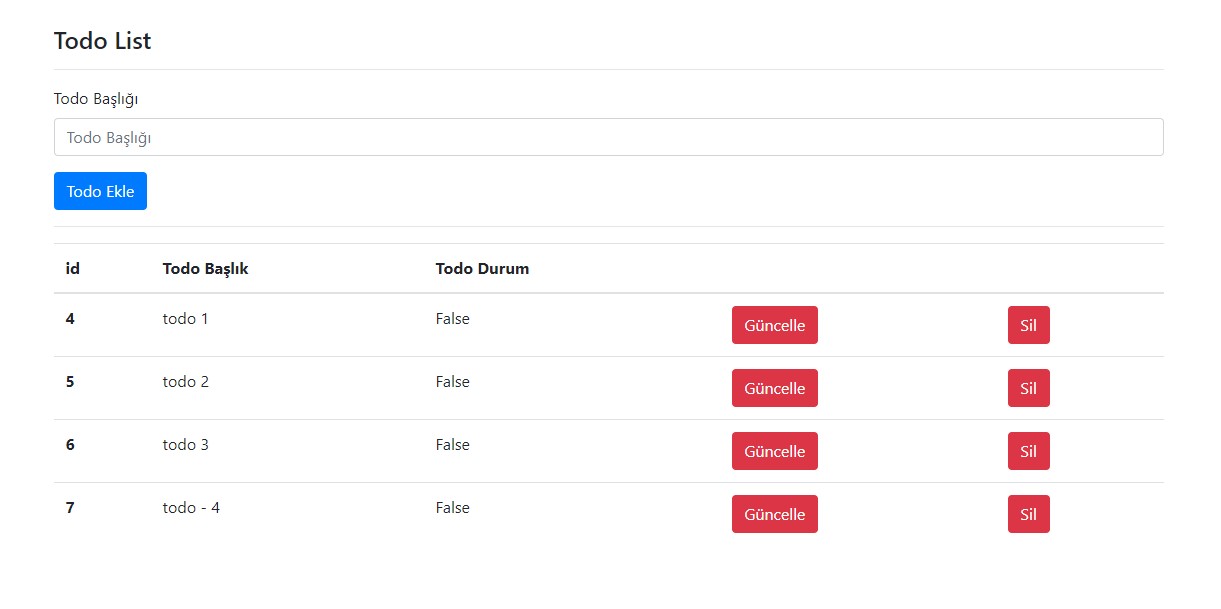 Todo List
Todo Başlığı
Todo Başlığı
Todo Ekle
id Todo Başlık Todo Durum
4 todo 1 False Güncelle Sil
5 todo 2 False Güncelle Sil
6 todo 3 False Güncelle Sil
7 todo - 4 False Güncelle Sil